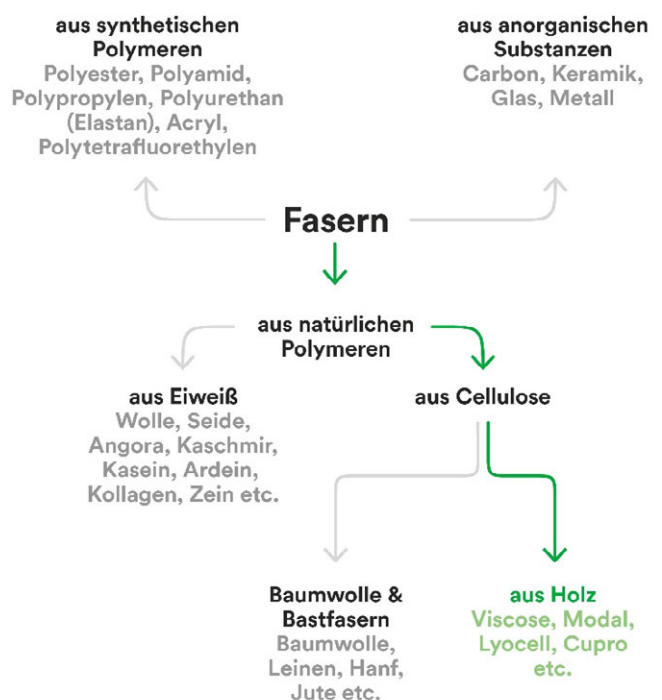 aus synthetischen
Polymeren
Polyester, Polyamid,
Polypropylen, Polyurethan
(Elastan), Acryl,
Polytetrafluorethylen
aus anorganischen
Substanzen
Carbon, Keramik,
Glas, Metall
Fasern
aus natürlichen
Polymeren
aus Eiweiß
Wolle, Seide,
Angora, Kaschmir,
Kasein, Ardein,
Kollagen, Zein etc.
aus Cellulose
Baumwolle &
Bastfasern
Baumwolle,
Leinen, Hanf,
Jute etc.
aus Holz
Viscose, Modal,
Lyocell, Cupro
etc.